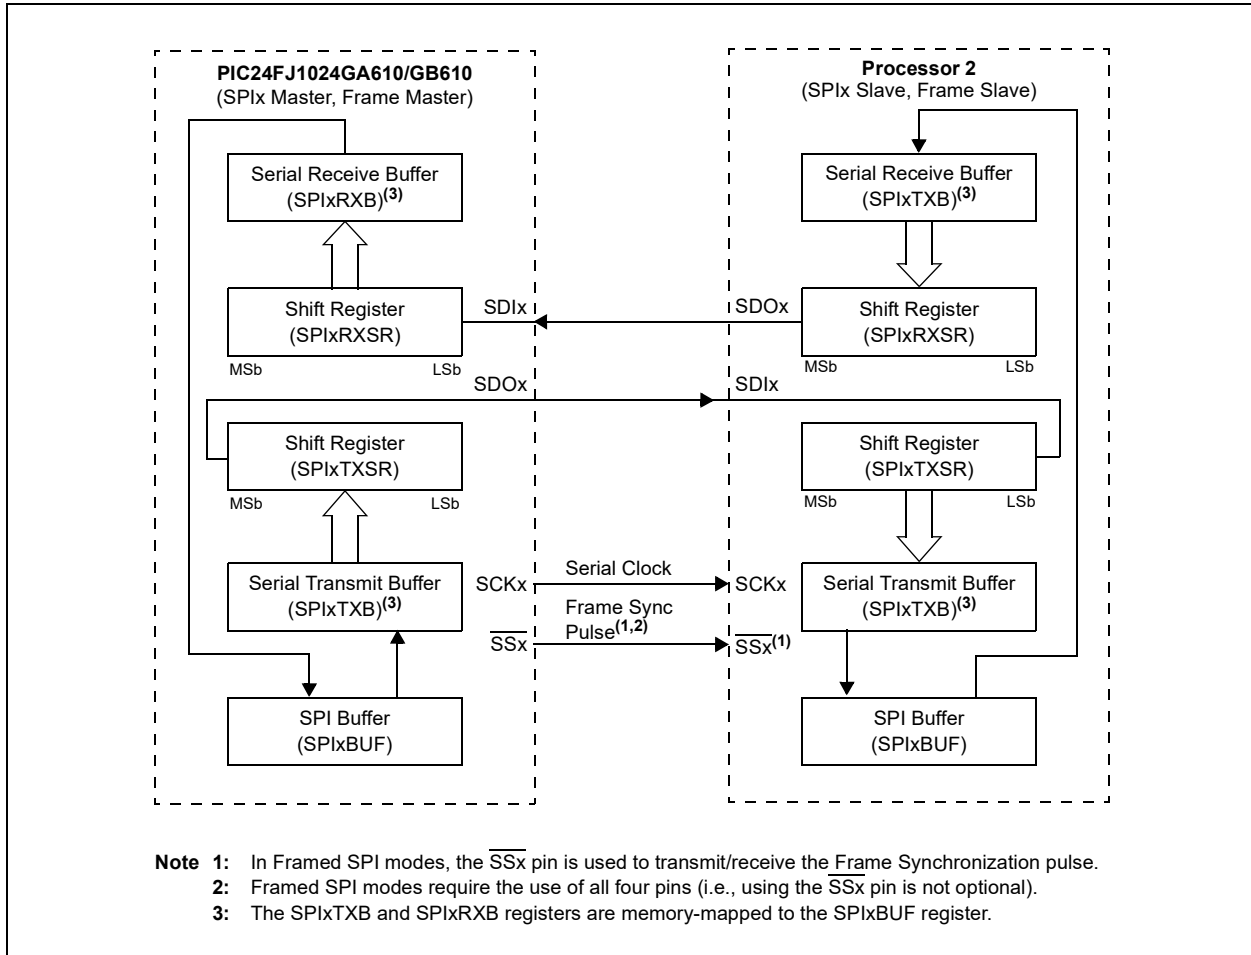 PIC24FJ1024GA610/GB610
(SPIx Master, Frame Master)
Serial Receive Buffer
(SPIxRXB)(3)
Shift Register
(SPIxRXSR)
MSb LSb
Shift Register
(SPIxTXSR)
MSb LSb
Serial Transmit Buffer
(SPIxTXB)(3)
SPI Buffer
(SPIxBUF)
SDIx
SDOx
SCKx
SSx
Serial Clock
Frame Sync
Pulse(1,2)
Processor 2
(SPIx Slave, Frame Slave)
Serial Receive Buffer
(SPIxTXB)(3)
SDOx
Shift Register
(SPIxRXSR)
MSb LSb
SDIx
Shift Register
(SPIxTXSR)
MSb LSb
SCKx
Serial Transmit Buffer
(SPIxTXB)(3)
SSx(1)
SPI Buffer
(SPIxBUF)
Note 1: In Framed SPI modes, the SSx pin is used to transmit/receive the Frame Synchronization pulse.
2: Framed SPI modes require the use of all four pins (i.e., using the SSx pin is not optional).
3: The SPIxTXB and SPIxRXB registers are memory-mapped to the SPIxBUF register.